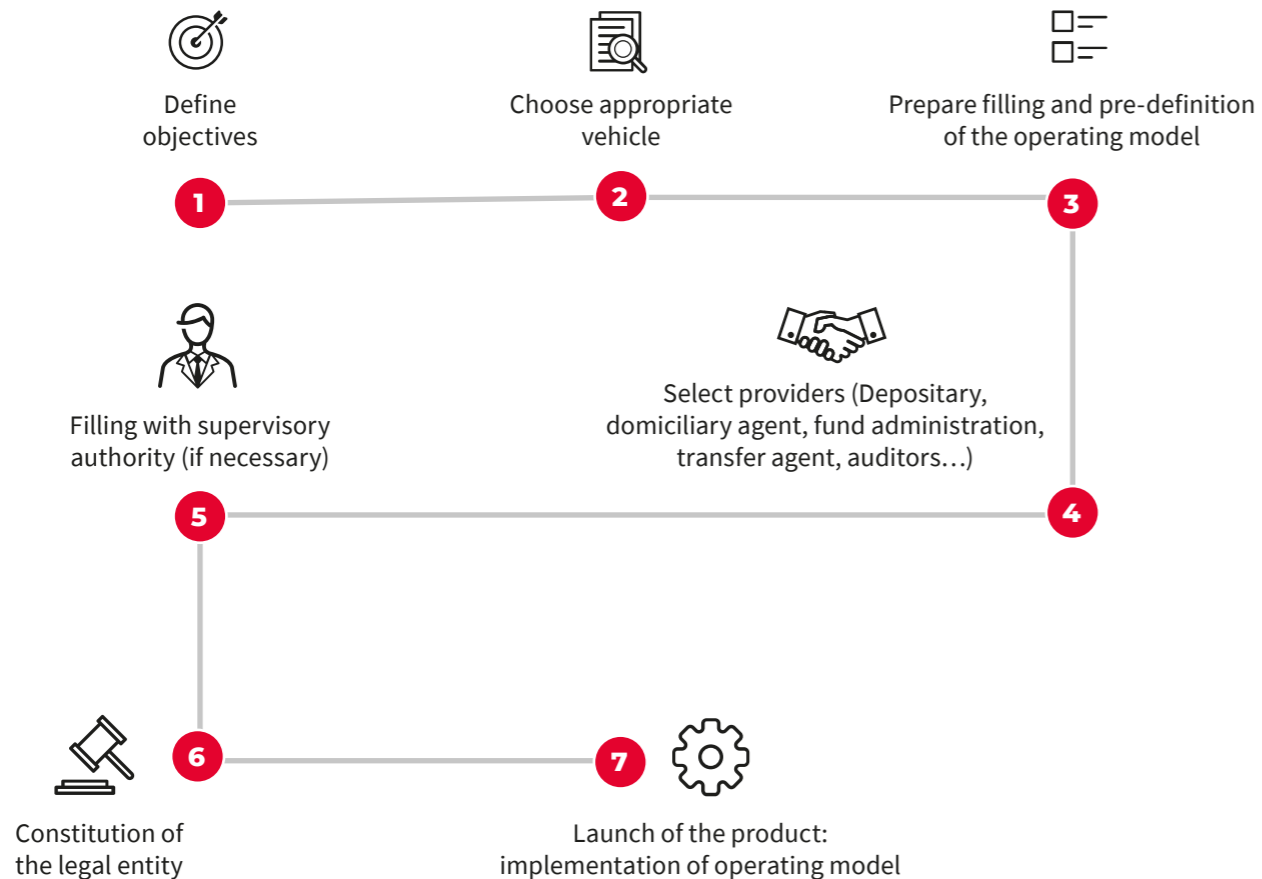 Define
objectives
1
Choose appropriate
vehicle
2
Prepare filling and pre-definition
of the operating model
3
Select providers (Depositary,
domiciliary agent, fund administration,
transfer agent, auditors…)
4
Filling with supervisory
authority (if necessary)
5
6
Constitution of
the legal entity
7
Launch of the product:
implementation of operating model